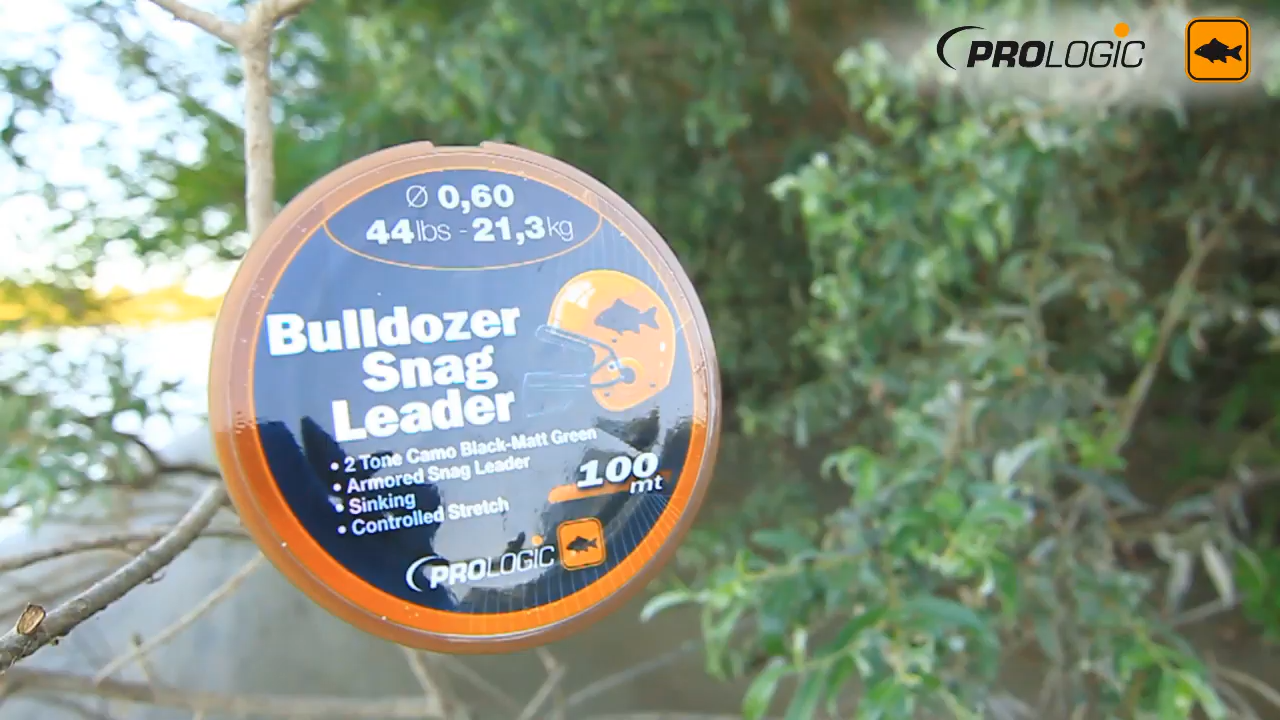 PROLOGIC
Ø 0,60
44lbs - 21,3kg
Bulldozer
Snag
Leader
• 2 Tone Camo Black-Matt Green
• Armored Snag Leader
• Sinking
• Controlled Stretch
100
mt
PROLOGIC